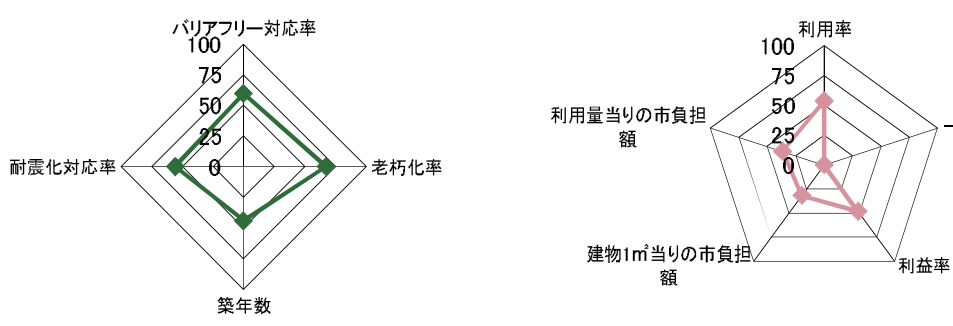 バリアフリー対応率
100
75
50
25
0
耐震化対応率
老朽化率
築年数
利用率
100
75
50
25
0
利用量当りの市負担
額
建物1㎡当りの市負担
額
利益率